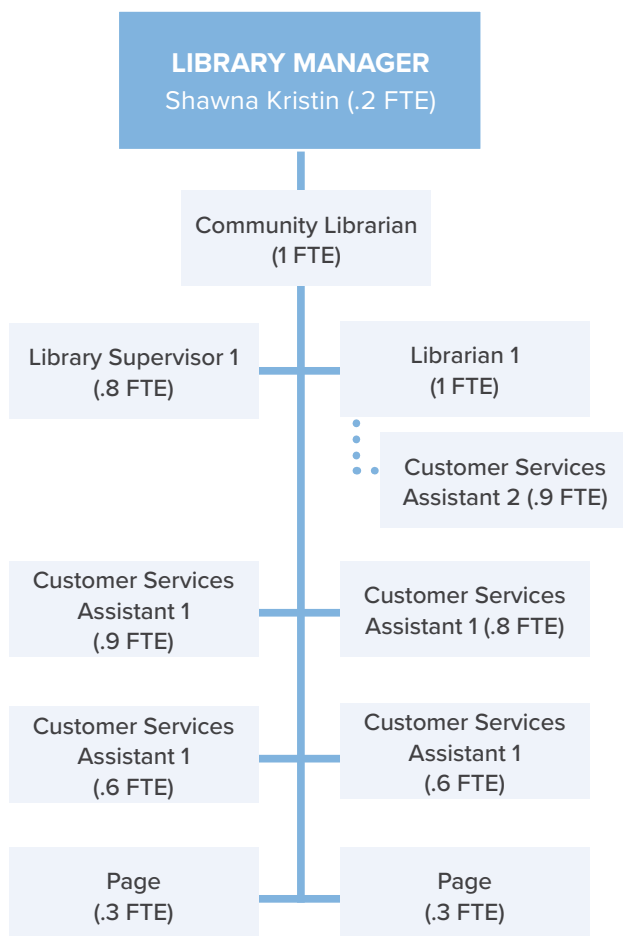 LIBRARY MANAGER
Shawna Kristin (.2 FTE)
Community Librarian
(1 FTE)
Library Supervisor 1
(.8 FTE)
Librarian 1
(1 FTE)
Customer Services
Assistant 2 (.9 FTE)
Customer Services
Assistant 1
(.9 FTE)
Customer Services
Assistant 1 (.8 FTE)
Customer Services
Assistant 1
(.6 FTE)
Customer Services
Assistant 1
(.6 FTE)
Page
(.3 FTE)
Page
(.3 FTE)